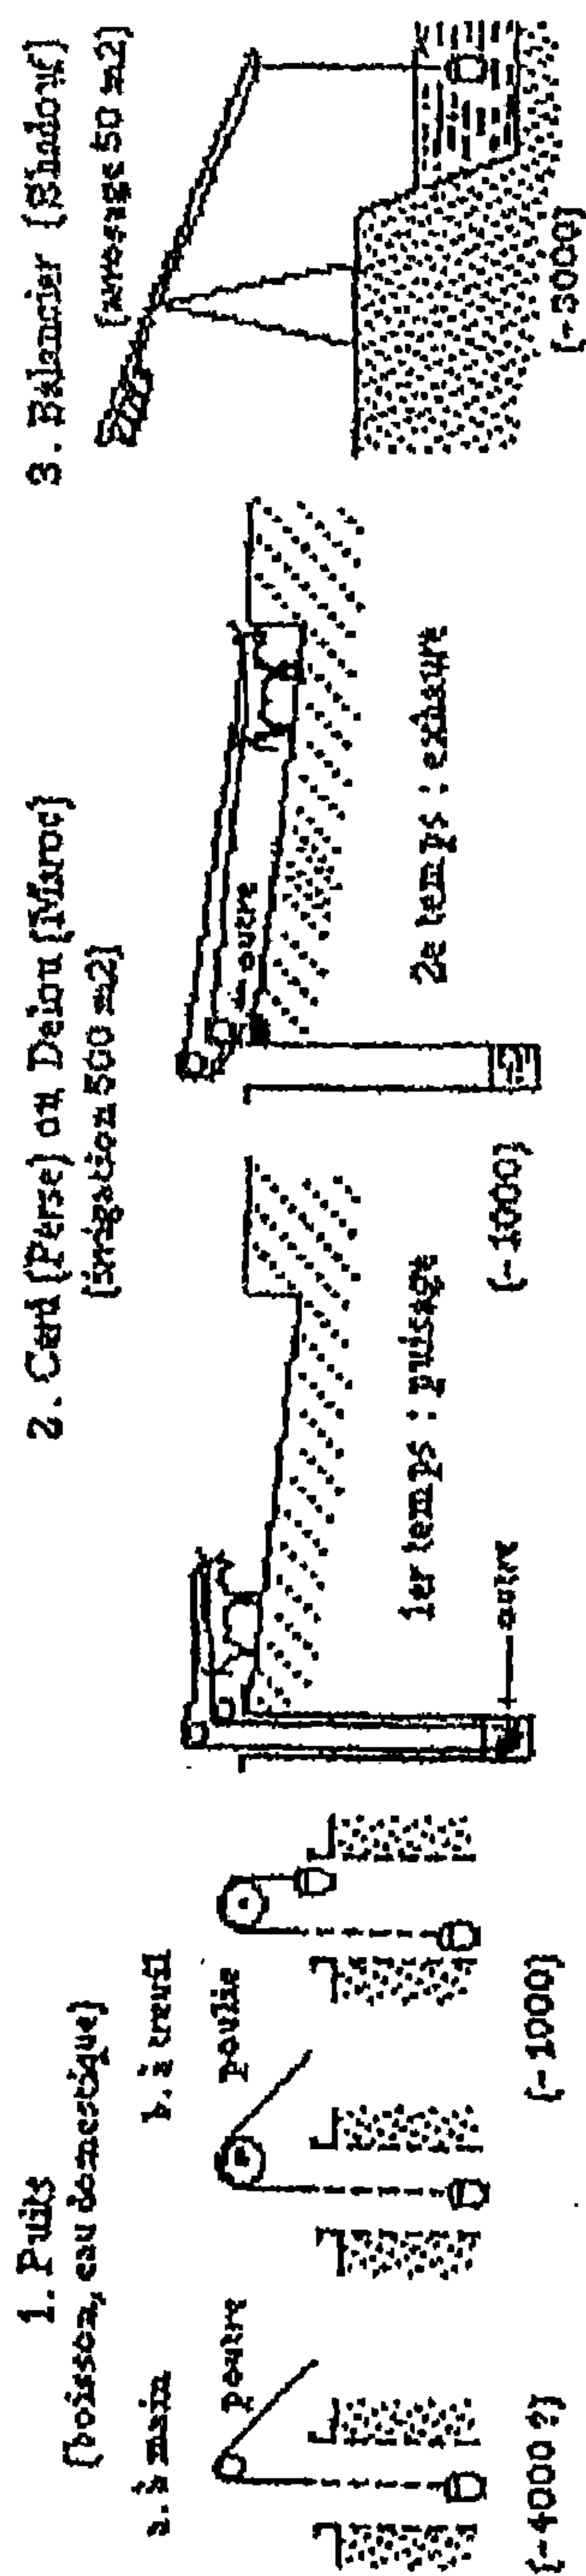 1. Puits
(boisson, eau domestique)
a. à main
b. à treuil
poutre
poulie
(-4000 ?)
(-1000)
2. Cerd (Perse) ou Delou (Maroc)
(irrigation 500 m2)
outre
1er temps : puisage
outre
2e temps : exhaure
(-1000)
3. Balancier (Shadouf)
(arrosage 50 m2)
(-3000)